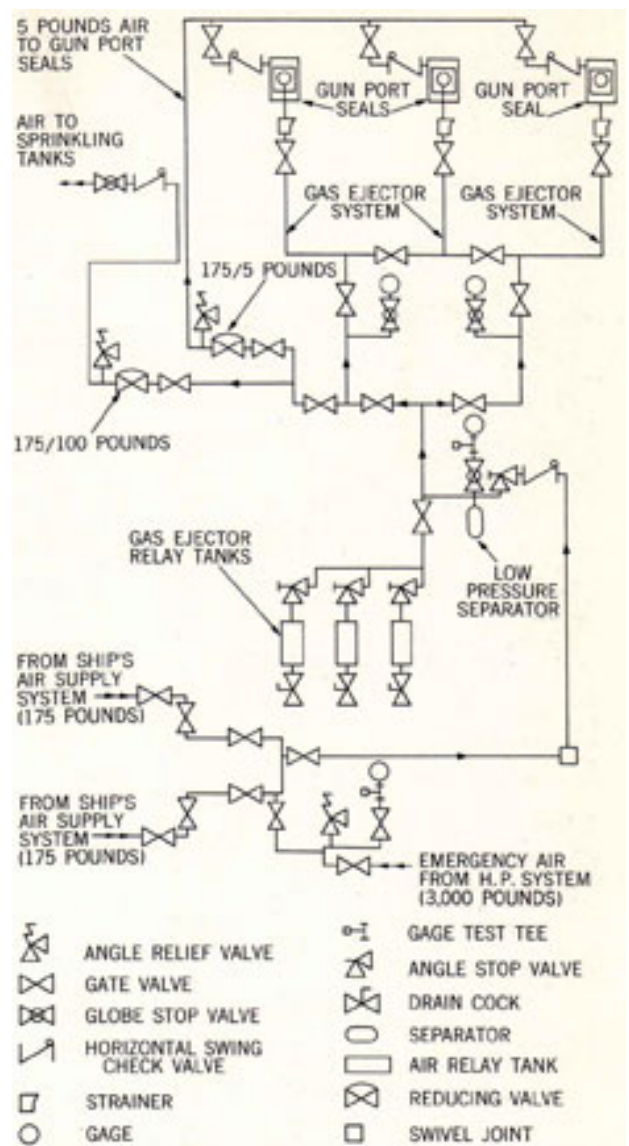 5 POUNDS AIR
TO GUN PORT
SEALS
AIR TO
SPRINKLING
TANKS
GUN PORT
SEALS
GUN PORT
SEAL
GAS EJECTOR
SYSTEM
GAS EJECTOR
SYSTEM
175/5 POUNDS
175/100 POUNDS
GAS EJECTOR
RELAY TANKS
LOW
PRESSURE
SEPARATOR
FROM SHIP'S
AIR SUPPLY
SYSTEM
(175 POUNDS)
FROM SHIP'S
AIR SUPPLY
SYSTEM
(175 POUNDS)
EMERGENCY AIR
FROM H.P. SYSTEM
(3,000 POUNDS)
ANGLE RELIEF VALVE
GATE VALVE
GLOBE STOP VALVE
HORIZONTAL SWING
CHECK VALVE
STRAINER
GAGE
GAGE TEST TEE
ANGLE STOP VALVE
DRAIN COCK
SEPARATOR
AIR RELAY TANK
REDUCING VALVE
SWIVEL JOINT